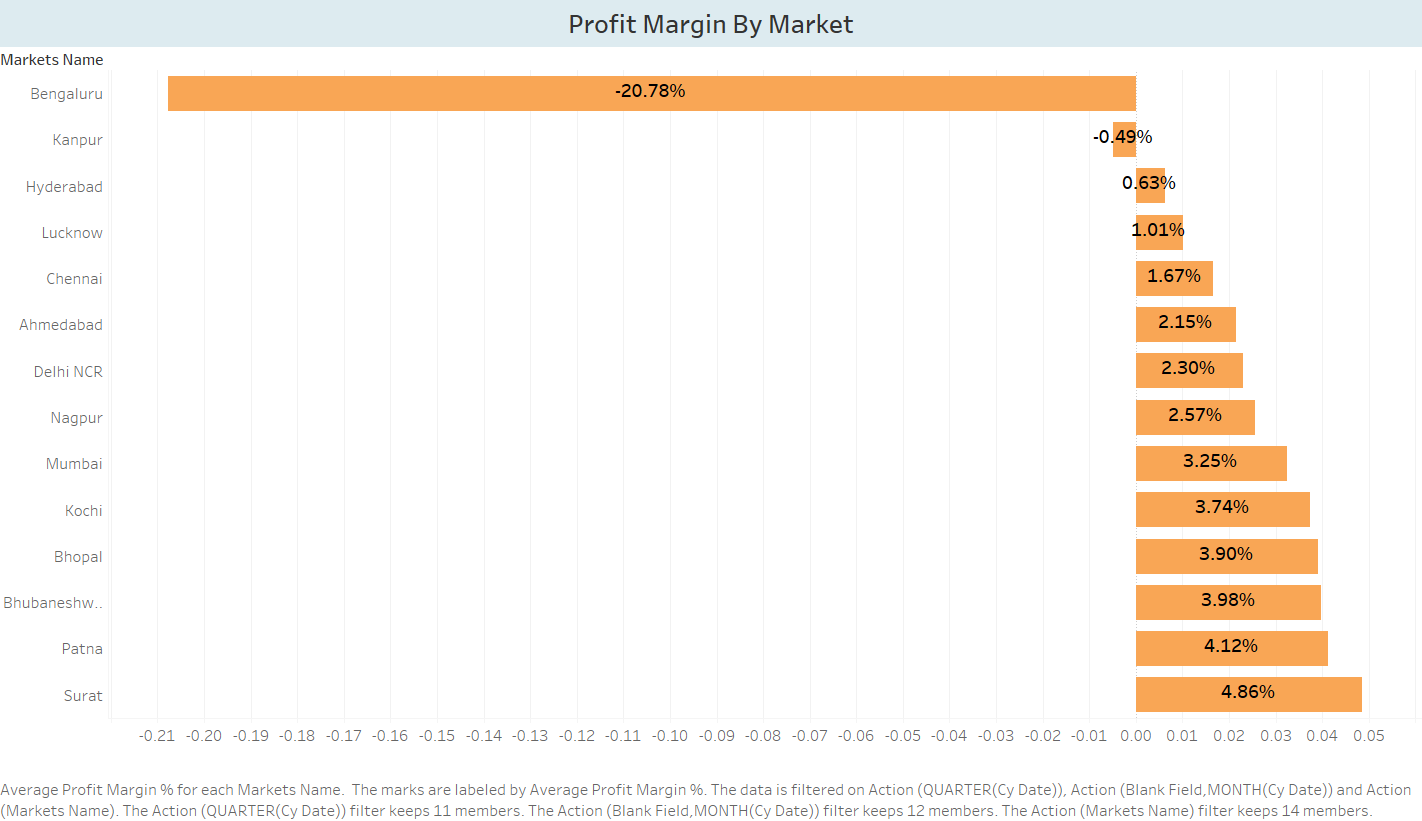 Profit Margin By Market
Markets Name
Bengaluru -20.78%
Kanpur -0.49%
Hyderabad 0.63%
Lucknow 1.01%
Chennai 1.67%
Ahmedabad 2.15%
Delhi NCR 2.30%
Nagpur 2.57%
Mumbai 3.25%
Kochi 3.74%
Bhopal 3.90%
Bhubaneshw.. 3.98%
Patna 4.12%
Surat 4.86%
-0.21 -0.20 -0.19 -0.18 -0.17 -0.16 -0.15 -0.14 -0.13 -0.12 -0.11 -0.10 -0.09 -0.08 -0.07 -0.06 -0.05 -0.04 -0.03 -0.02 -0.01 0.00 0.01 0.02 0.03 0.04 0.05
Average Profit Margin % for each Markets Name.  The marks are labeled by Average Profit Margin %. The data is filtered on Action (QUARTER(Cy Date)), Action (Blank Field,MONTH(Cy Date)) and Action
(Markets Name). The Action (QUARTER(Cy Date)) filter keeps 11 members. The Action (Blank Field,MONTH(Cy Date)) filter keeps 12 members. The Action (Markets Name) filter keeps 14 members.